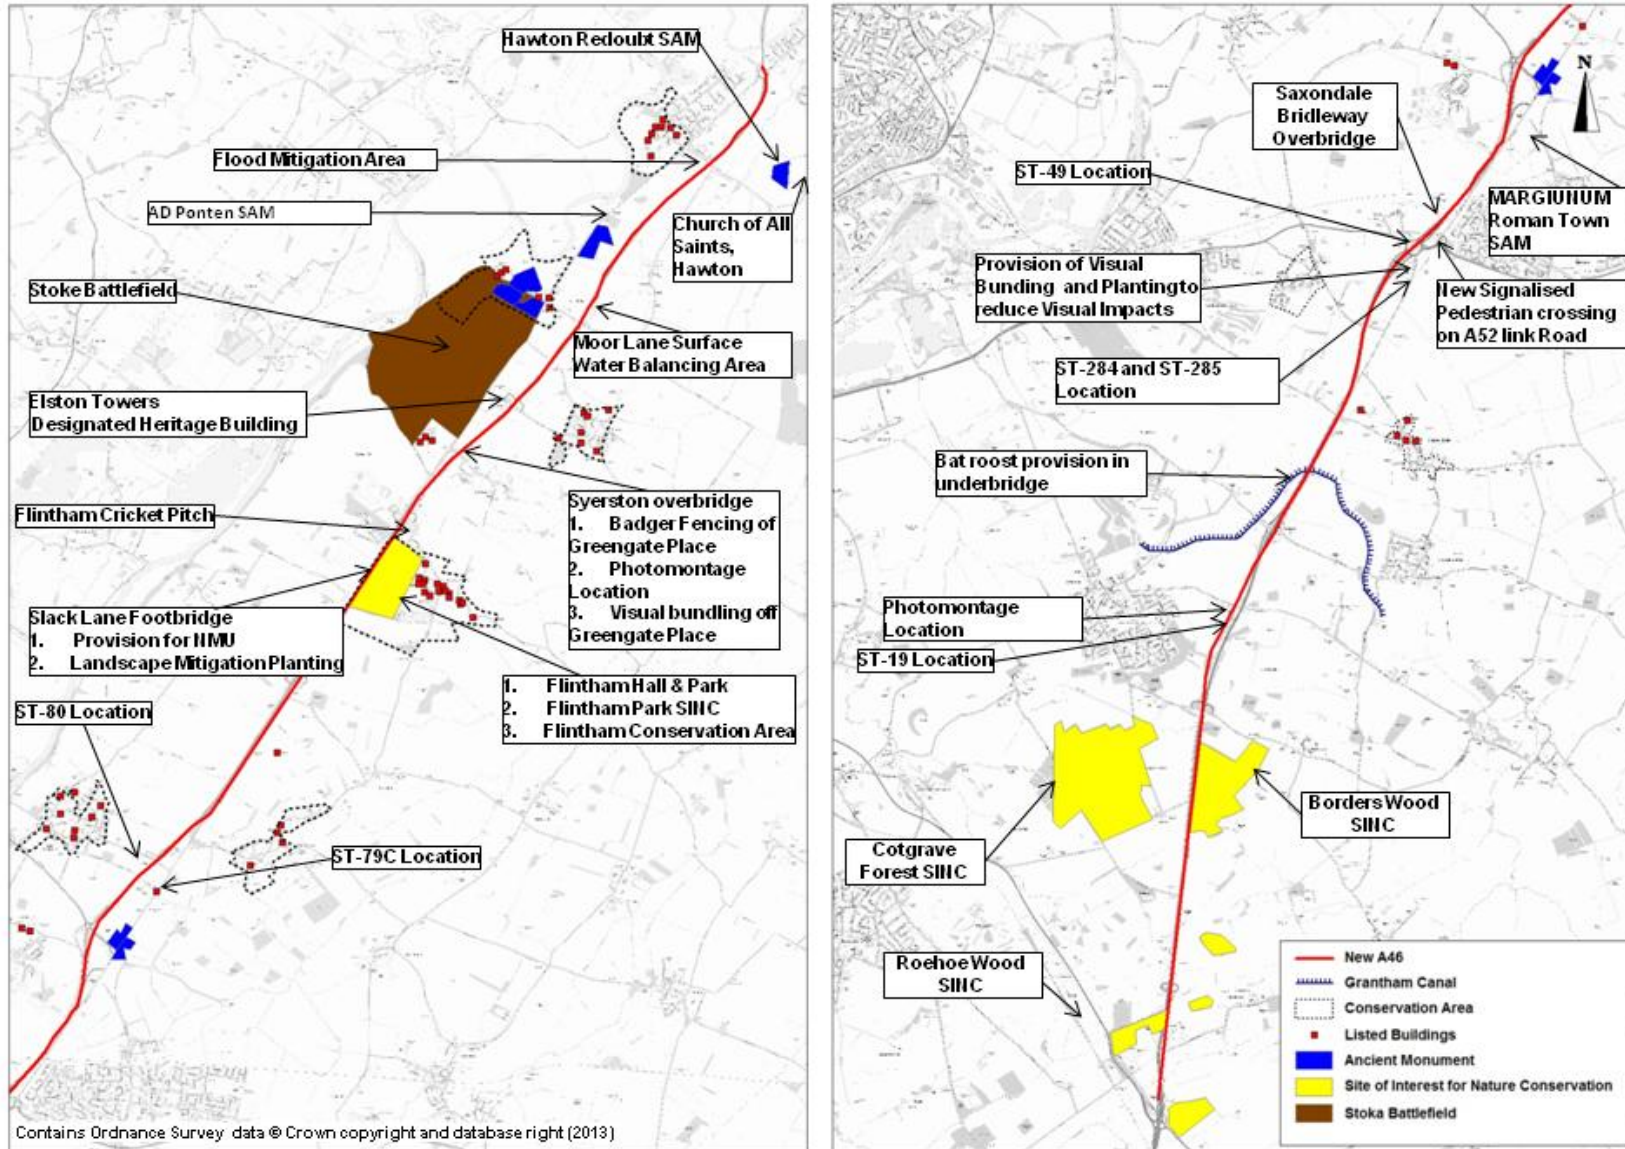 Hawton Redoubt SAM
Flood Mitigation Area
AD Ponten SAM
Church of All
Saints,
Hawton
Stoke Battlefield
Moor Lane Surface
Water Balancing Area
Elston Towers
Designated Heritage Building
Flintham Cricket Pitch
Syerston overbridge
1. Badger Fencing of
Greengate Place
2. Photomontage
Location
3. Visual bundling off
Greengate Place
Slack Lane Footbridge
1. Provision for NMU
2. Landscape Mitigation Planting
1. Flintham Hall & Park
2. Flintham Park SINC
3. Flintham Conservation Area
ST-80 Location
ST-79C Location
Contains Ordnance Survey data © Crown copyright and database right (2013)
N
Saxondale
Bridleway
Overbridge
ST-49 Location
MARGIUNUM
Roman Town
SAM
Provision of Visual
Bunding and Planting to
reduce Visual Impacts
New Signalised
Pedestrian crossing
on A52 link Road
ST-284 and ST-285
Location
Bat roost provision in
underbridge
Photomontage
Location
ST-19 Location
Borders Wood
SINC
Cotgrave
Forest SINC
Roehoe Wood
SINC
New A46
Grantham Canal
Conservation Area
Listed Buildings
Ancient Monument
Site of Interest for Nature Conservation
Stoka Battlefield